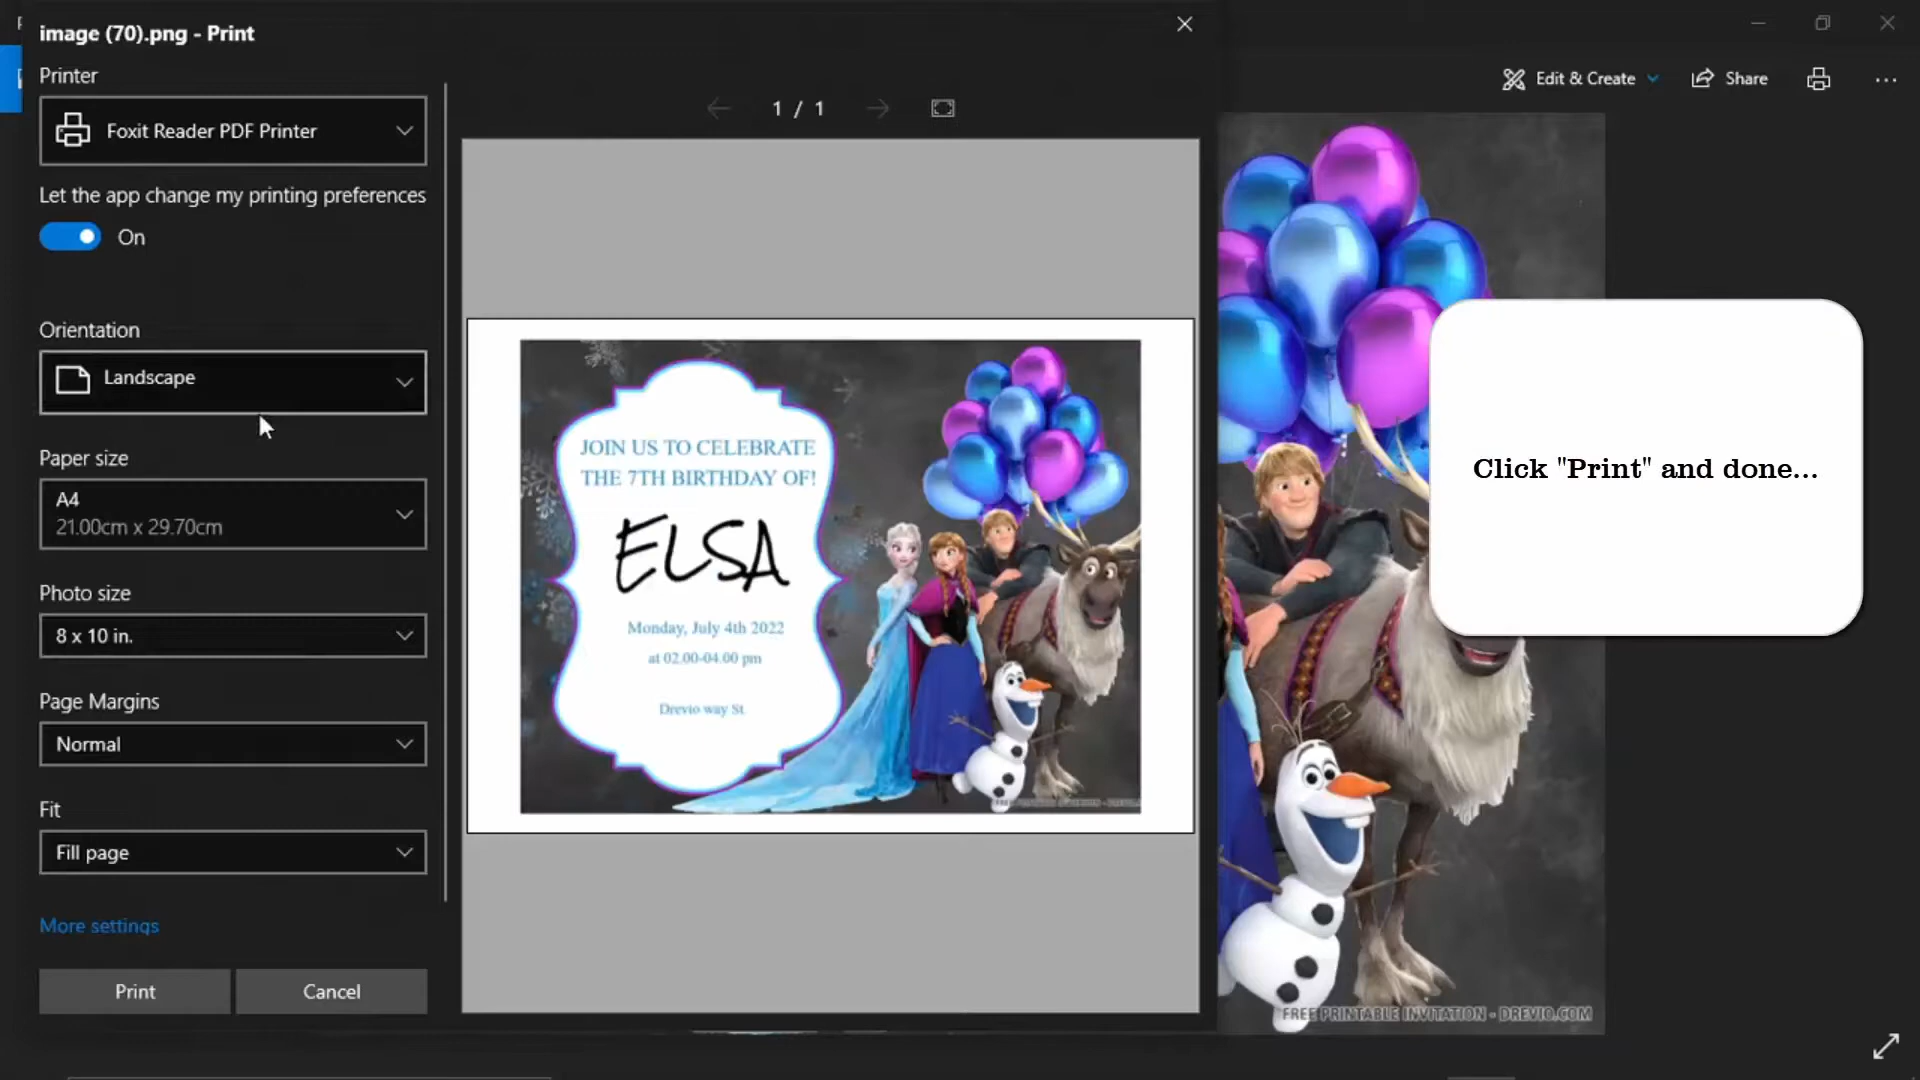 image (70).png - Print
Printer
Foxit Reader PDF Printer
Let the app change my printing preferences
On
Orientation
Landscape
Paper size
A4
21.00cm x 29.70cm
Photo size
8 x 10 in.
Page Margins
Normal
Fit
Fill page
More settings
Print
Cancel
1 / 1
JOIN US TO CELEBRATE
THE 7TH BIRTHDAY OF!
ELSA
Monday, July 4th 2022
at 02.00-04.00 pm
Drevio way St.
Edit & Create
Share
Click "Print" and done...
FREE PRINTABLE INVITATION - DREVIO.COM